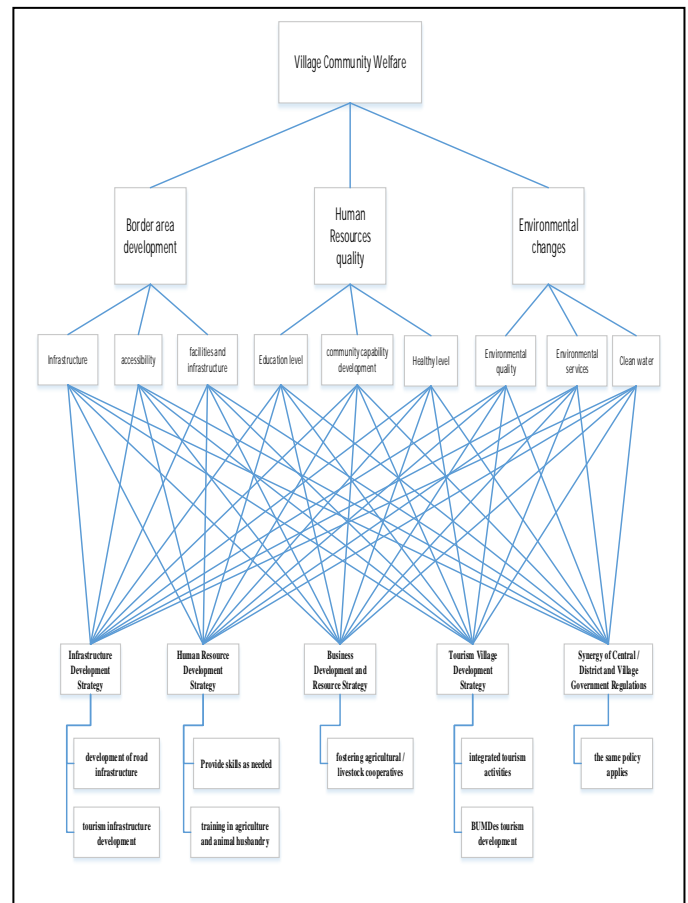 Village Community Welfare
Border area
development
Human
Resources
quality
Environmental
changes
Infrastructure
accessibility
facilities and
infrastructure
Education level
community capability
development
Healthy level
Environmental
quality
Environmental
services
Clean water
Infrastructure
Development
Strategy
Human Resource
Development
Strategy
Business
Development and
Resource Strategy
Tourism Village
Development
Strategy
Synergy of Central /
District and Village
Government Regulations
development of road
infrastructure
Provide skills as needed
fostering agricultural /
livestock cooperatives
integrated tourism
activities
the same policy
applies
tourism infrastructure
development
training in agriculture
and animal husbandry
BUMDes tourism
development